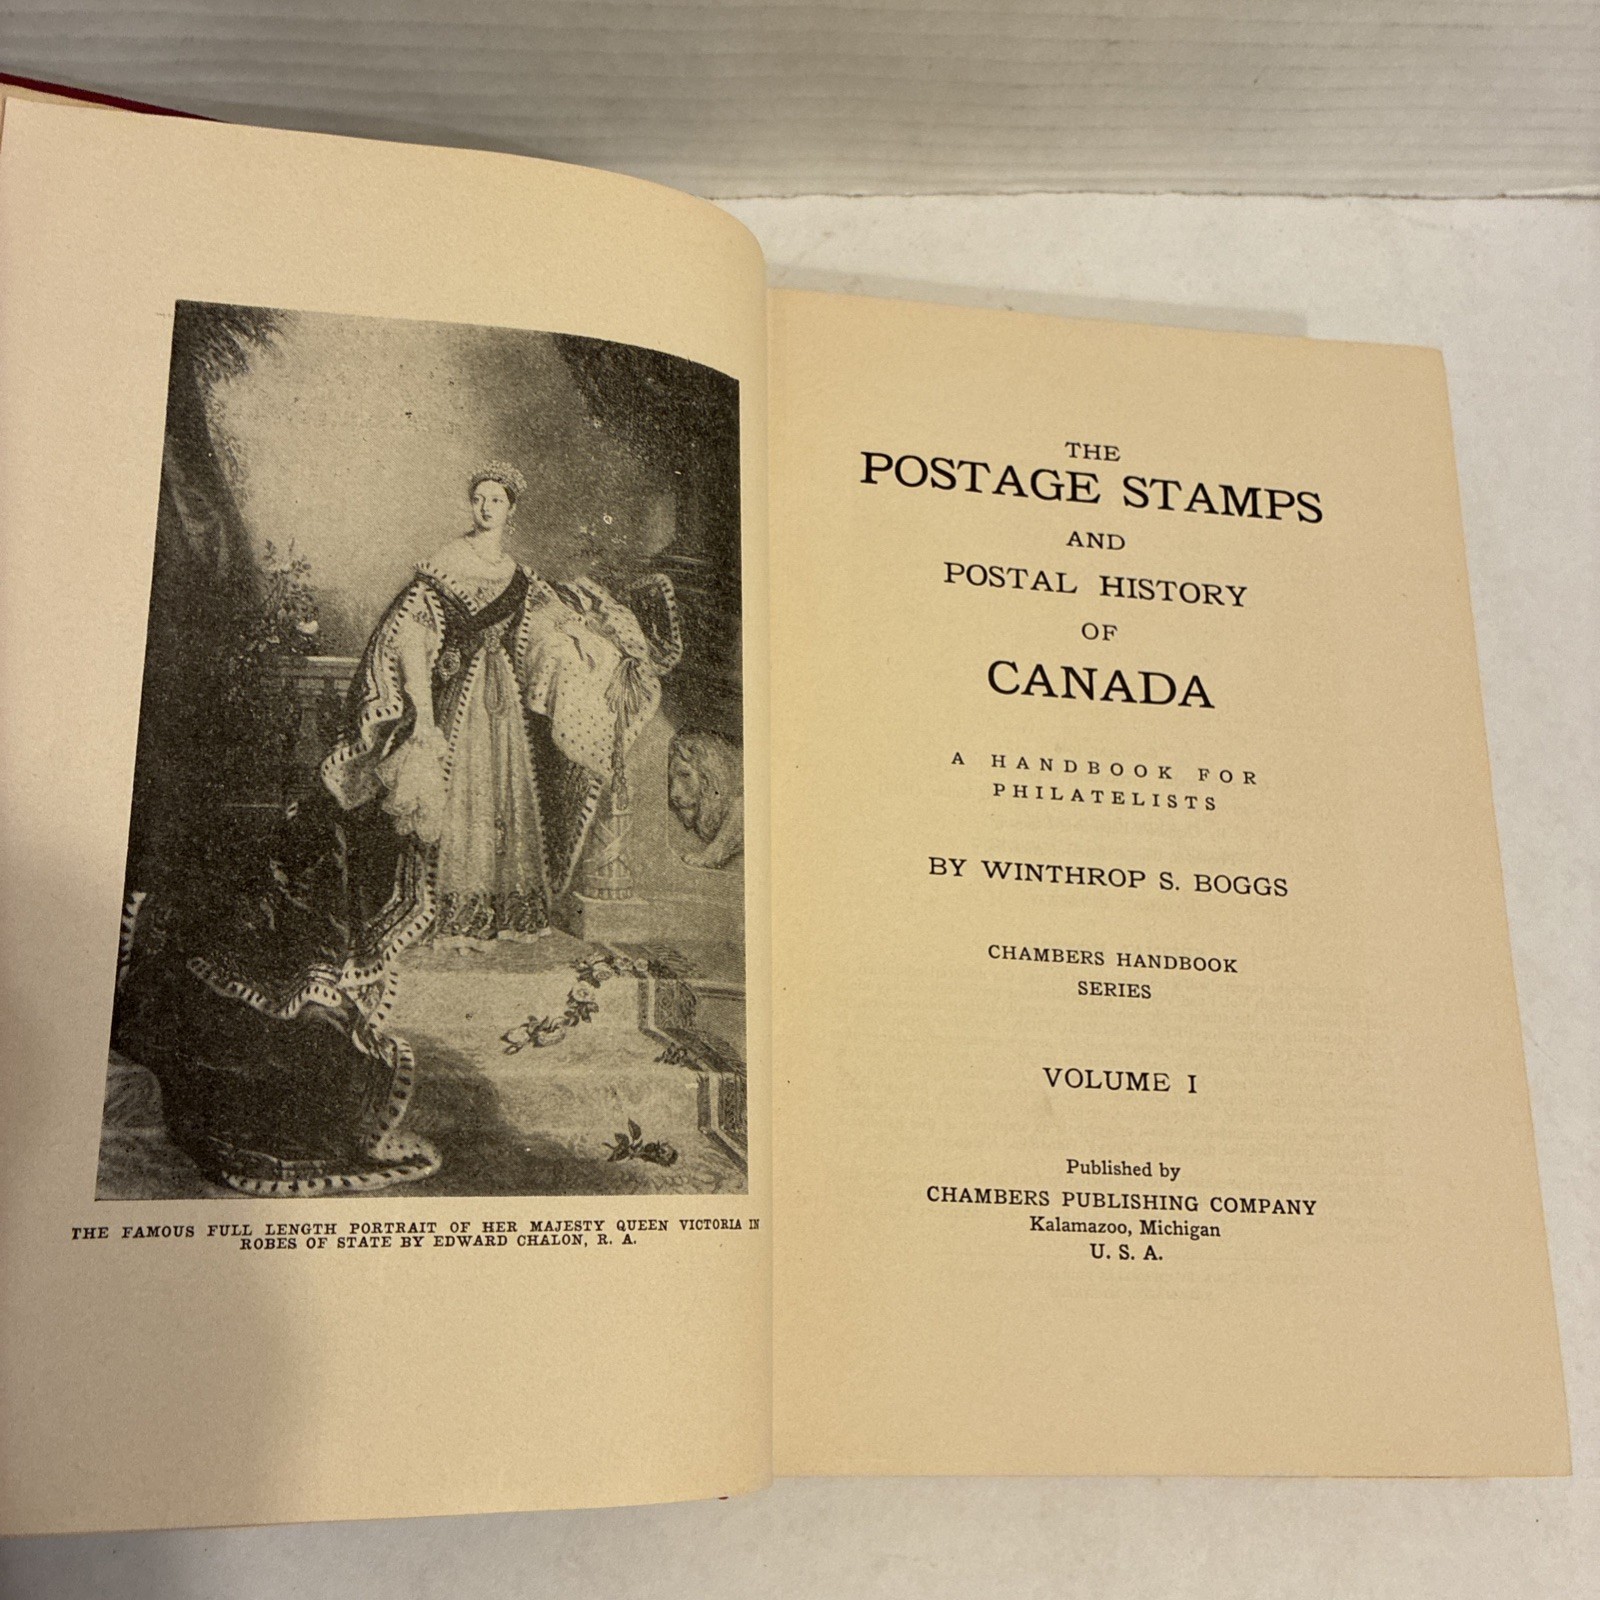 THE FAMOUS FULL LENGTH PORTRAIT OF HER MAJESTY QUEEN VICTORIA IN
ROBES OF STATE BY EDWARD CHALON, R. A.
THE
POSTAGE STAMPS
AND
POSTAL HISTORY
OF
CANADA
A HANDBOOK FOR
PHILATELISTS
BY WINTHROP S. BOGGS
CHAMBERS HANDBOOK
SERIES
VOLUME I
Published by
CHAMBERS PUBLISHING COMPANY
Kalamazoo, Michigan
U. S. A.